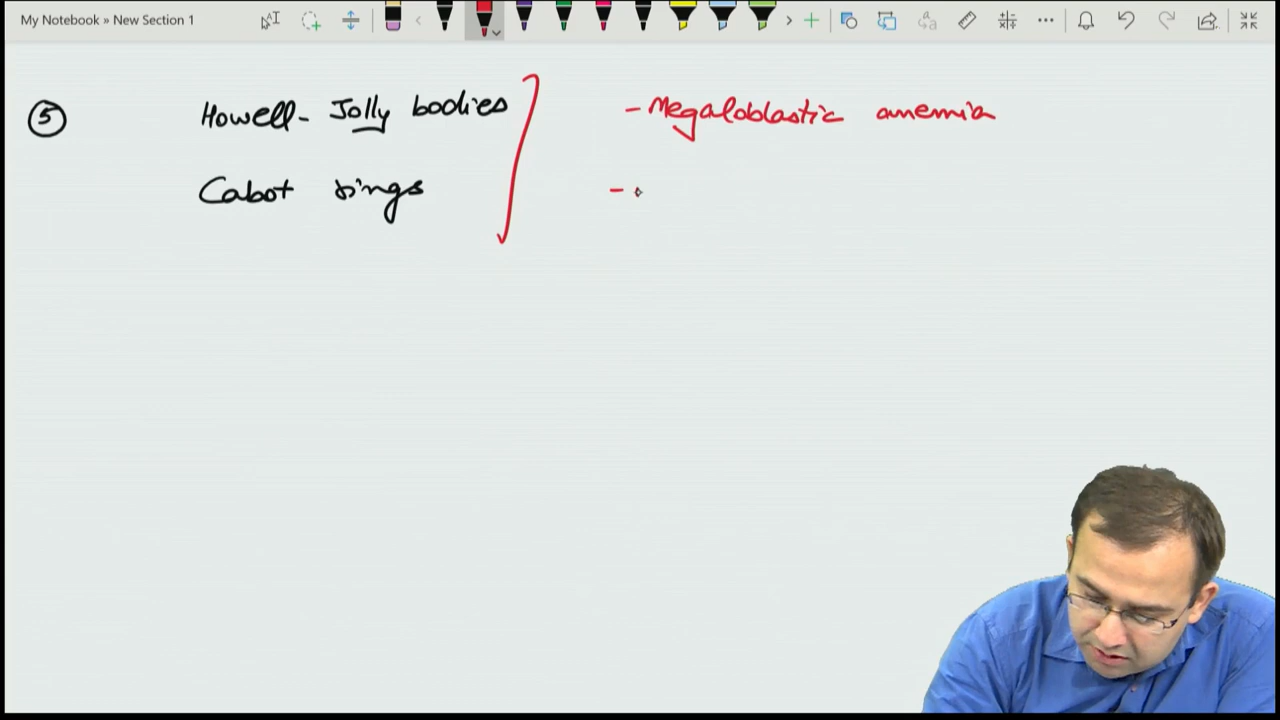 My Notebook » New Section 1
5 Howell-Jolly bodies - Megaloblastic anemia
Cabot rings -